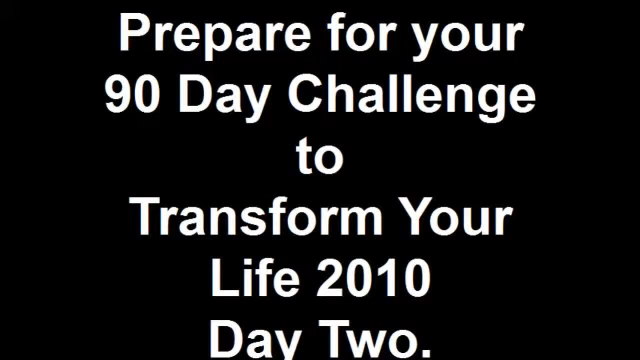 Prepare for your
90 Day Challenge
to
Transform Your
Life 2010
Day Two.